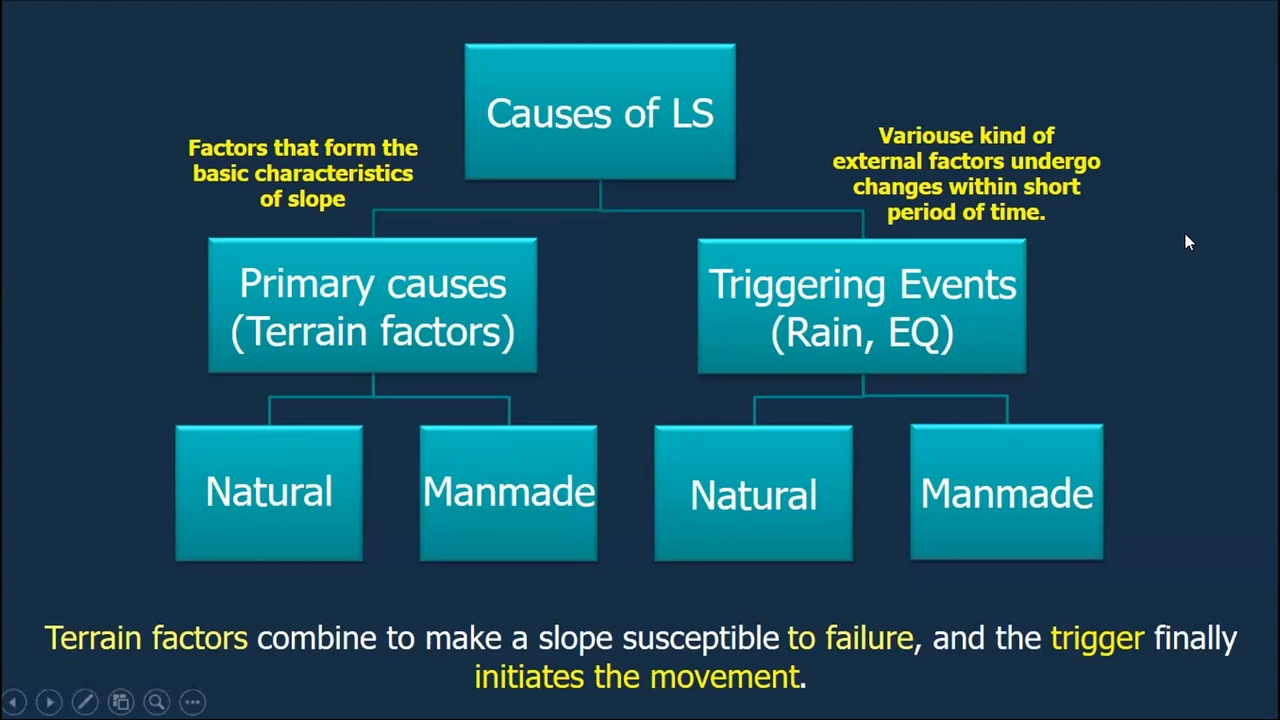 Causes of LS
Factors that form the
basic characteristics
of slope
Variouse kind of
external factors undergo
changes within short
period of time.
Primary causes
(Terrain factors)
Triggering Events
(Rain, EQ)
Natural
Manmade
Natural
Manmade
Terrain factors combine to make a slope susceptible to failure, and the trigger finally
initiates the movement.